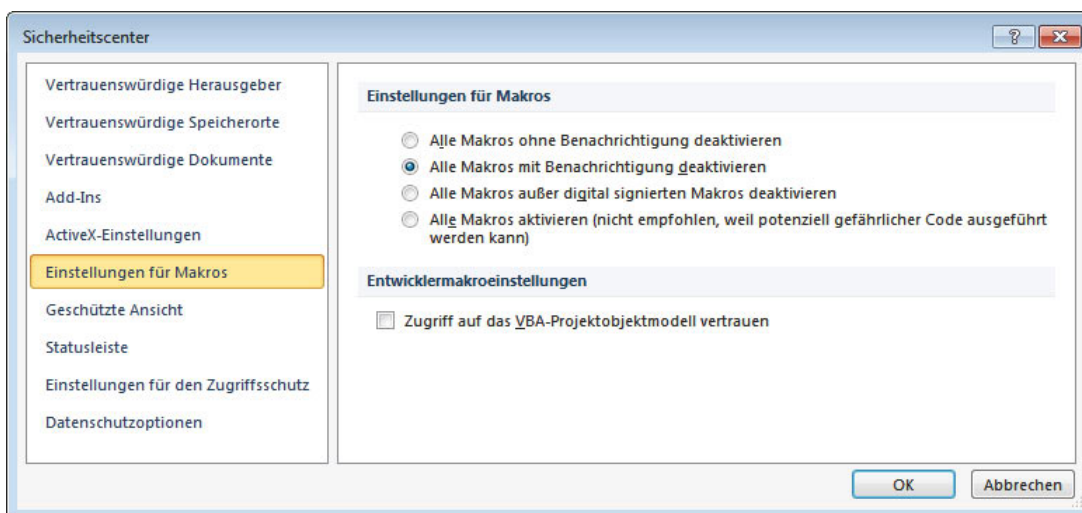 Sicherheitscenter
Vertrauenswürdige Herausgeber
Vertrauenswürdige Speicherorte
Vertrauenswürdige Dokumente
Add-Ins
ActiveX-Einstellungen
Einstellungen für Makros
Geschützte Ansicht
Statusleiste
Einstellungen für den Zugriffsschutz
Datenschutzoptionen
Einstellungen für Makros
Alle Makros ohne Benachrichtigung deaktivieren
Alle Makros mit Benachrichtigung deaktivieren
Alle Makros außer digital signierten Makros deaktivieren
Alle Makros aktivieren (nicht empfohlen, weil potenziell gefährlicher Code ausgeführt
werden kann)
Entwicklermakroeinstellungen
Zugriff auf das VBA-Projektobjektmodell vertrauen
OK
Abbrechen